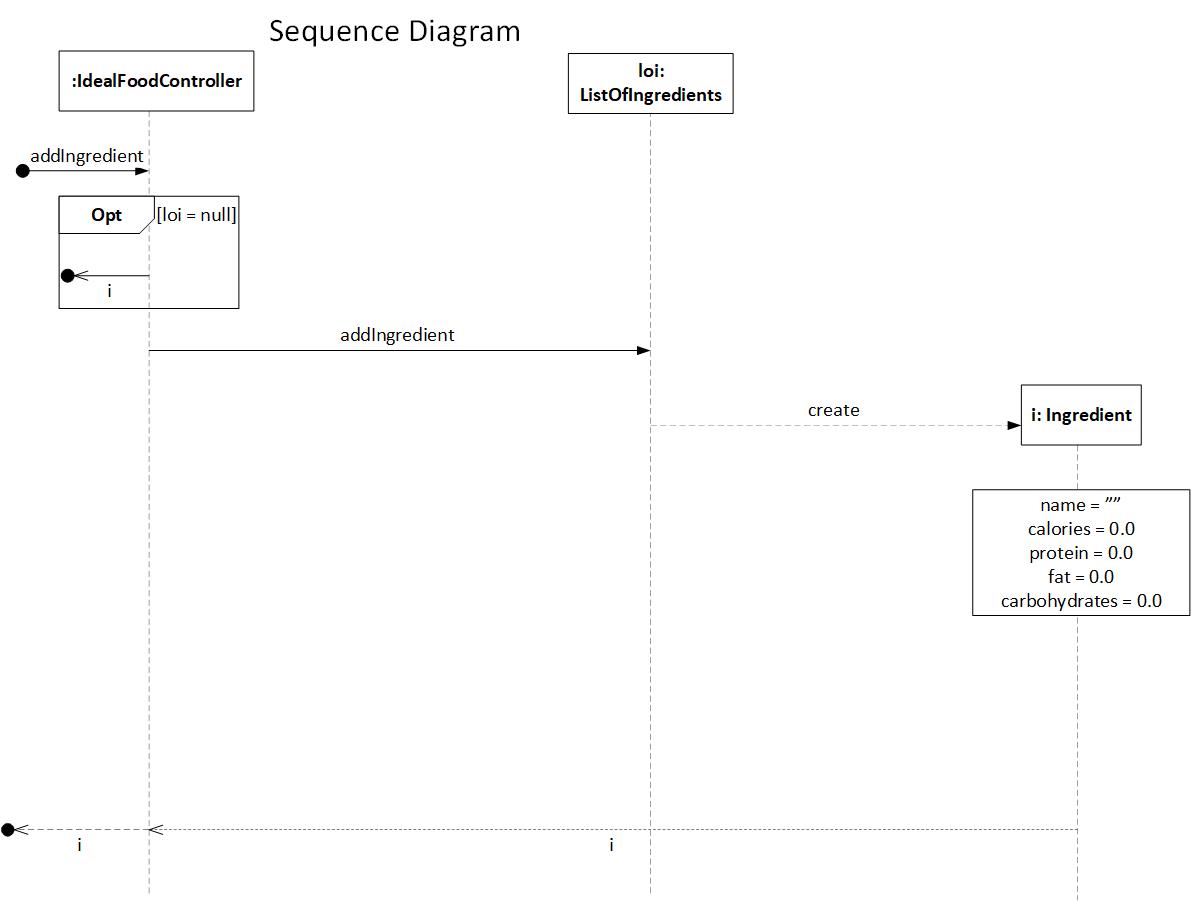 Sequence Diagram
:IdealFoodController
loi:
ListOfIngredients
addIngredient
Opt
[loi = null]
i
addIngredient
create
i: Ingredient
name = ””
calories = 0.0
protein = 0.0
fat = 0.0
carbohydrates = 0.0
i
i